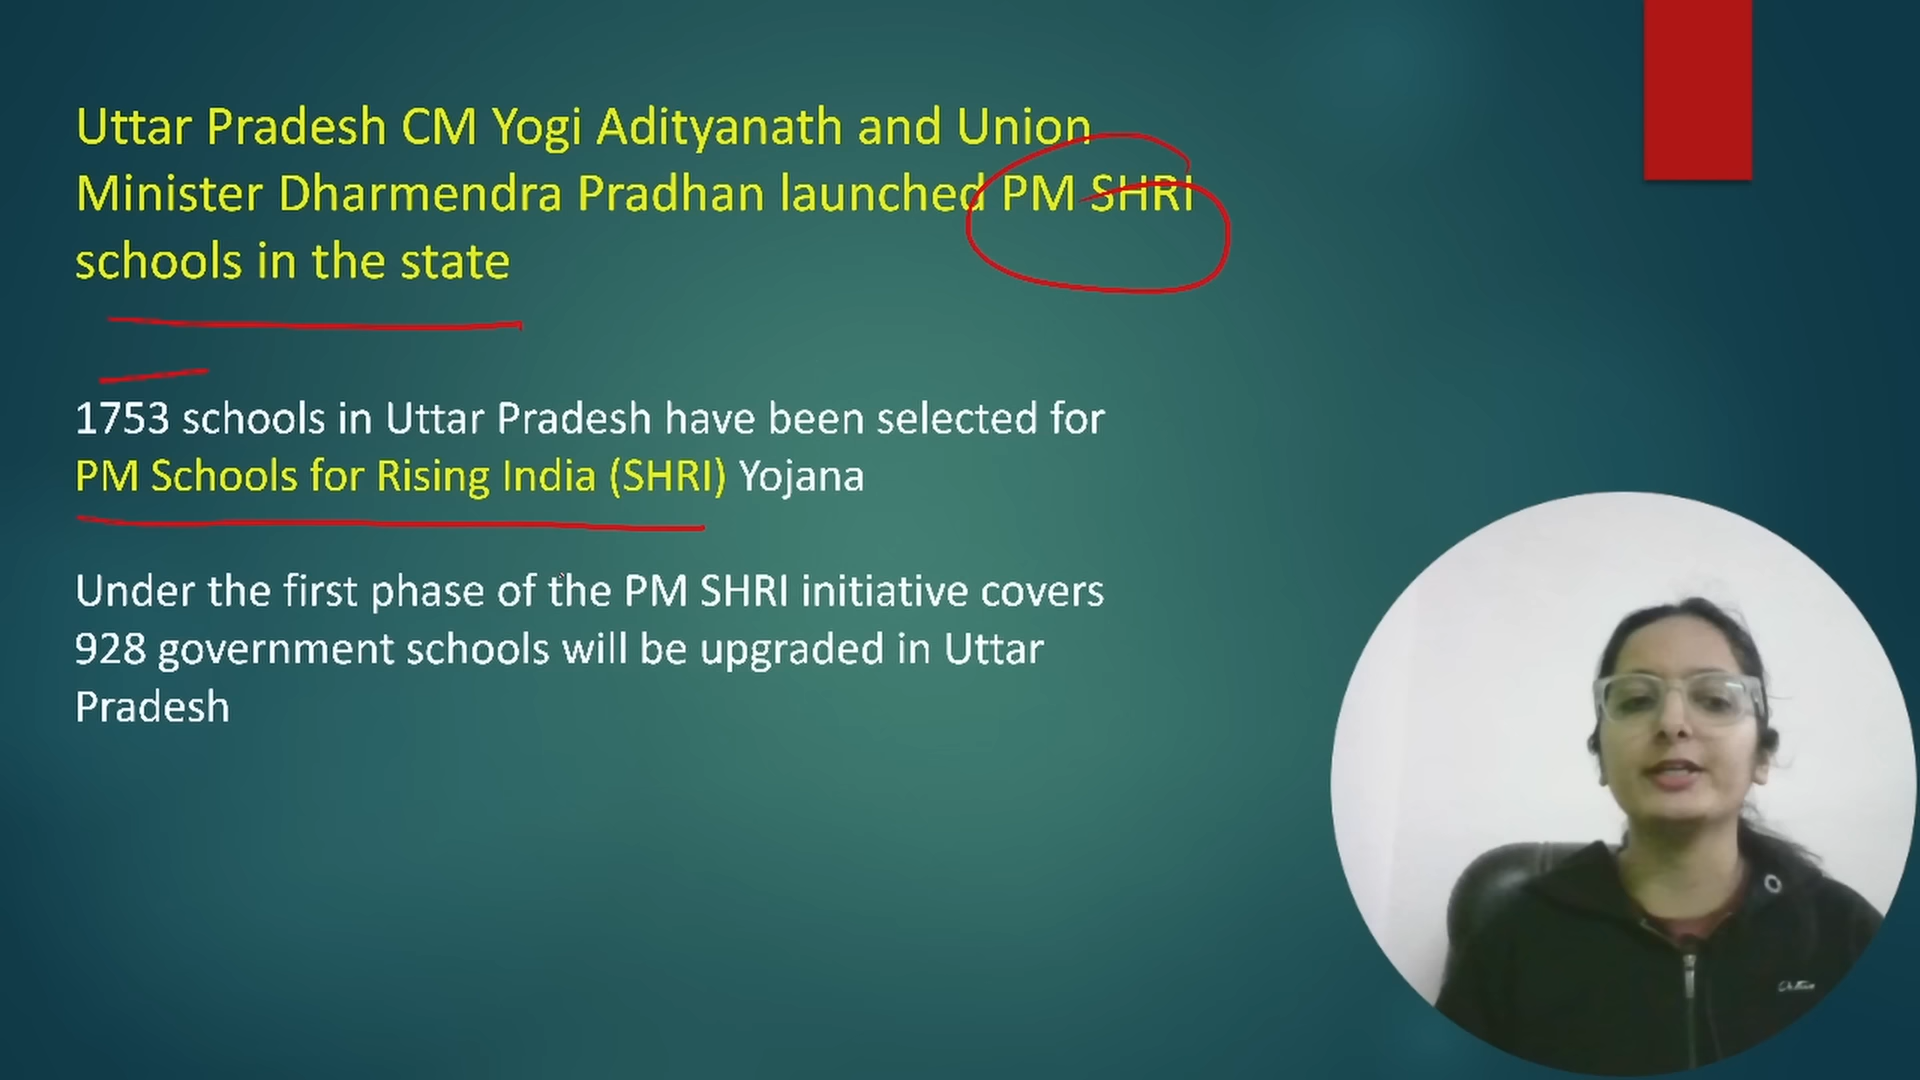 Uttar Pradesh CM Yogi Adityanath and Union
Minister Dharmendra Pradhan launched PM SHRI
schools in the state
1753 schools in Uttar Pradesh have been selected for
PM Schools for Rising India (SHRI) Yojana
Under the first phase of the PM SHRI initiative covers
928 government schools will be upgraded in Uttar
Pradesh